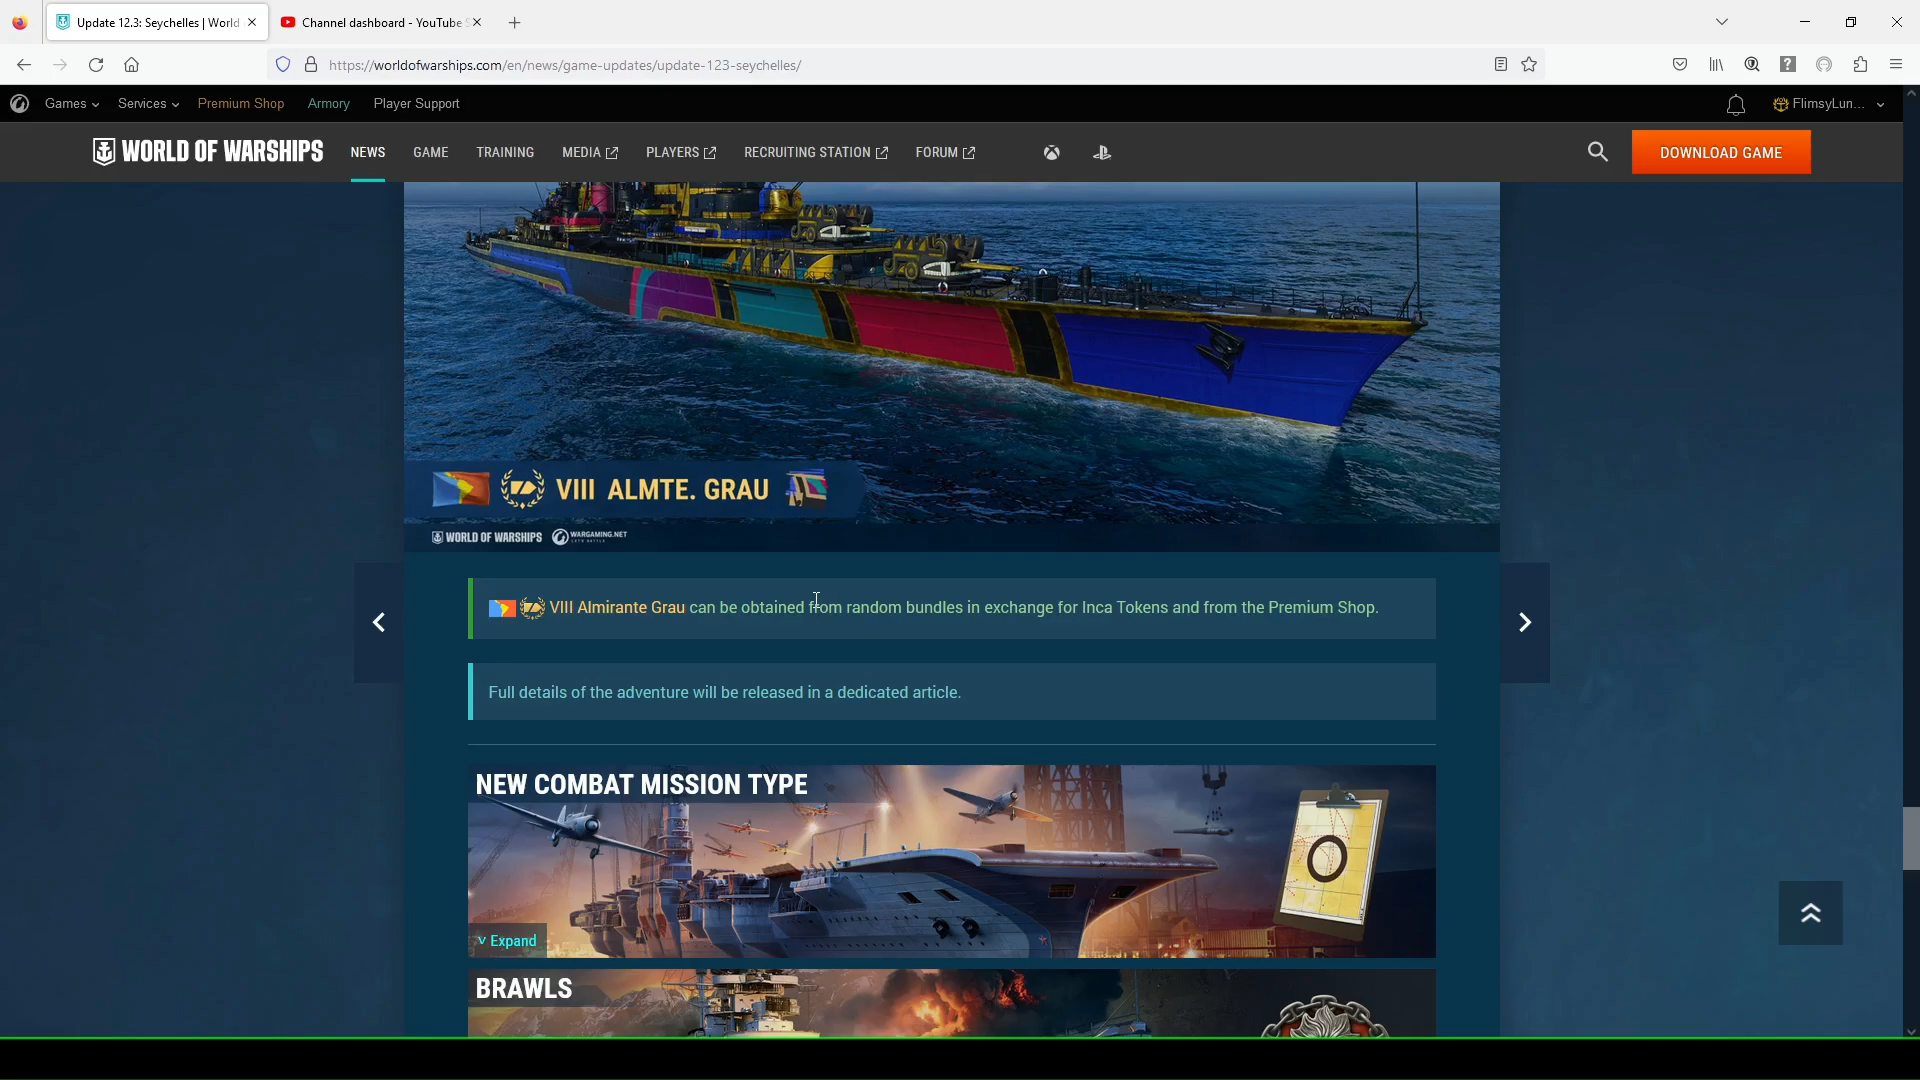 Update 12.3: Seychelles | World
Channel dashboard - YouTube S
https://worldofwarships.com/en/news/game-updates/update-123-seychelles/
Games
Services
Premium Shop
Armory
Player Support
FlimsyLun...
WORLD OF WARSHIPS
NEWS
GAME
TRAINING
MEDIA
PLAYERS
RECRUITING STATION
FORUM
DOWNLOAD GAME
VIII ALMTE. GRAU
WORLD OF WARSHIPS
WARGAMING.NET
LET'S BATTLE
VIII Almirante Grau can be obtained from random bundles in exchange for Inca Tokens and from the Premium Shop.
Full details of the adventure will be released in a dedicated article.
NEW COMBAT MISSION TYPE
Expand
BRAWLS